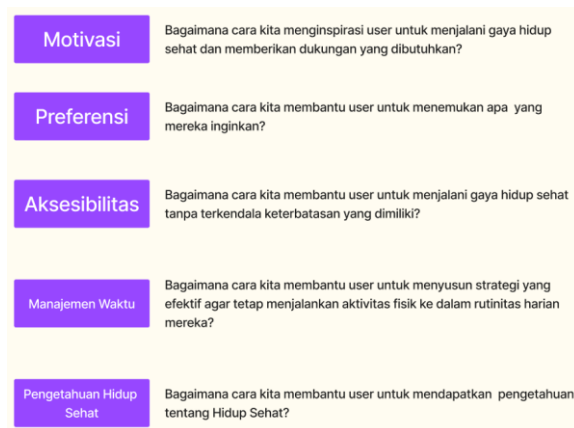 Motivasi
Bagaimana cara kita menginspirasi user untuk menjalani gaya hidup
sehat dan memberikan dukungan yang dibutuhkan?
Preferensi
Bagaimana cara kita membantu user untuk menemukan apa yang
mereka inginkan?
Aksesibilitas
Bagaimana cara kita membantu user untuk menjalani gaya hidup sehat
tanpa terkendala keterbatasan yang dimiliki?
Manajemen Waktu
Bagaimana cara kita membantu user untuk menyusun strategi yang
efektif agar tetap menjalankan aktivitas fisik ke dalam rutinitas harian
mereka?
Pengetahuan Hidup
Sehat
Bagaimana cara kita membantu user untuk mendapatkan pengetahuan
tentang Hidup Sehat?